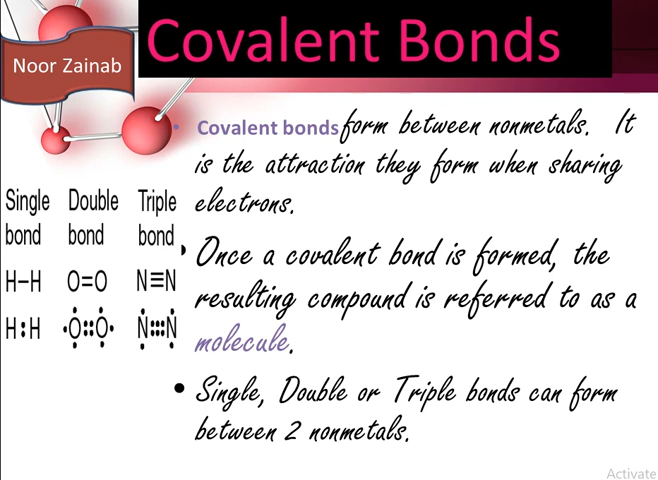 Covalent Bonds
Noor Zainab
• Covalent bonds form between nonmetals. It
is the attraction they form when sharing
electrons.
• Once a covalent bond is formed, the
resulting compound is referred to as a
molecule.
• Single, Double or Triple bonds can form
between 2 nonmetals.
Single Double Triple
bond bond bond
H–H O=O N≡N
H:H ·Ö::Ö· N:::N
Activate